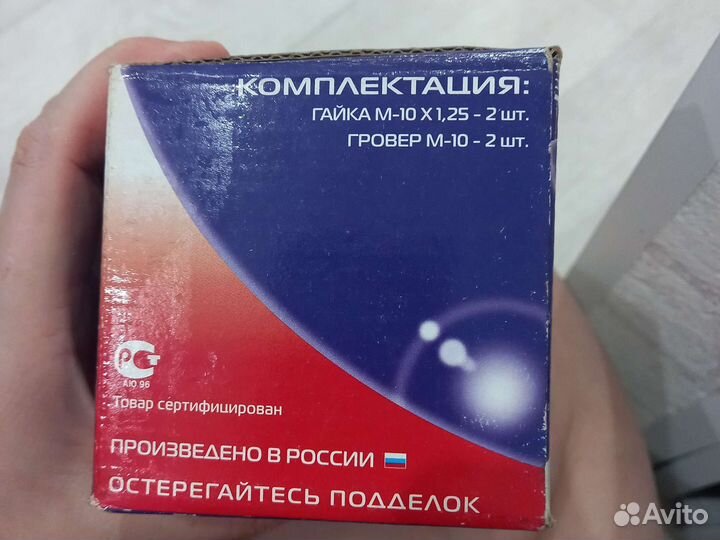 КОМПЛЕКТАЦИЯ:
ГАЙКА М-10 X 1,25 - 2 шт.
ГРОВЕР М-10 - 2 шт.
РСТ
АЮ 96
Товар сертифицирован
ПРОИЗВЕДЕНО В РОССИИ
ОСТЕРЕГАЙТЕСЬ ПОДДЕЛОК
Avito